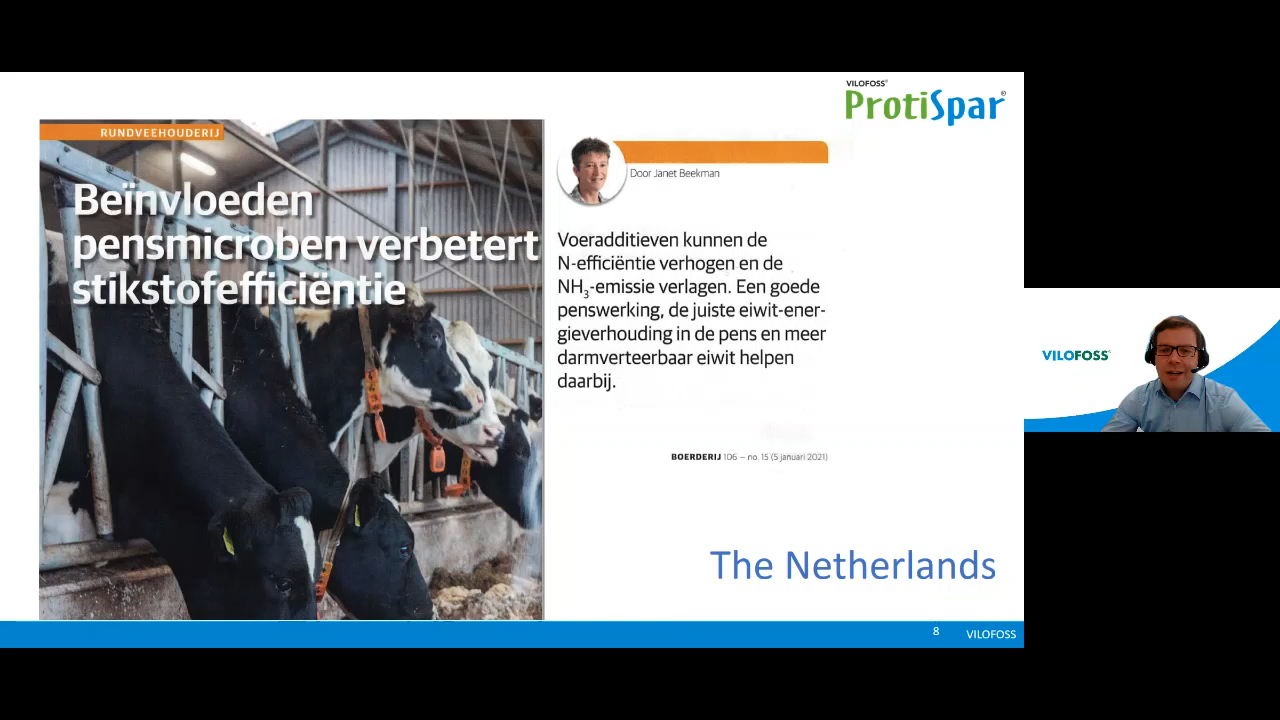 VILOFOSS®
ProtiSpar®
RUNDVEEHOUDERIJ
Beïnvloeden
pensmicroben verbetert
stikstofefficiëntie
Door Janet Beekman
Voeradditieven kunnen de
N-efficiëntie verhogen en de
NH₃-emissie verlagen. Een goede
penswerking, de juiste eiwit-ener-
gieverhouding in de pens en meer
darmverteerbaar eiwit helpen
daarbij.
BOERDERIJ 106 – no. 15 (5 januari 2021)
The Netherlands
8 VILOFOSS
VILOFOSS®